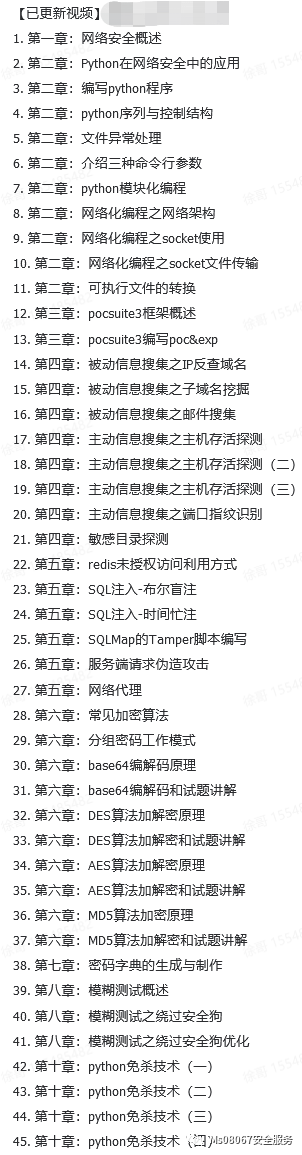 【已更新视频】
1. 第一章：网络安全概述
2. 第二章：Python在网络安全中的应用
3. 第二章：编写python程序
4. 第二章：python序列与控制结构
5. 第二章：文件异常处理
6. 第二章：介绍三种命令行参数
7. 第二章：python模块化编程
8. 第二章：网络化编程之网络架构
9. 第二章：网络化编程之socket使用
10. 第二章：网络化编程之socket文件传输
11. 第二章：可执行文件的转换
12. 第三章：pocsuite3框架概述
13. 第三章：pocsuite3编写poc&exp
14. 第四章：被动信息搜集之IP反查域名
15. 第四章：被动信息搜集之子域名挖掘
16. 第四章：被动信息搜集之邮件搜集
17. 第四章：主动信息搜集之主机存活探测
18. 第四章：主动信息搜集之主机存活探测（二）
19. 第四章：主动信息搜集之主机存活探测（三）
20. 第四章：主动信息搜集之端口指纹识别
21. 第四章：敏感目录探测
22. 第五章：redis未授权访问利用方式
23. 第五章：SQL注入-布尔盲注
24. 第五章：SQL注入-时间忙注
25. 第五章：SQLMap的Tamper脚本编写
26. 第五章：服务端请求伪造攻击
27. 第五章：网络代理
28. 第六章：常见加密算法
29. 第六章：分组密码工作模式
30. 第六章：base64编解码原理
31. 第六章：base64编码和试题讲解
32. 第六章：DES算法加解密原理
33. 第六章：DES算法加解密和试题讲解
34. 第六章：AES算法加解密原理
35. 第六章：AES算法加解密和试题讲解
36. 第六章：MD5算法加密原理
37. 第六章：MD5算法加解密和试题讲解
38. 第七章：密码字典的生成与制作
39. 第八章：模糊测试概述
40. 第八章：模糊测试之绕过安全狗
41. 第八章：模糊测试之绕过安全狗优化
42. 第十章：python免杀技术（一）
43. 第十章：python免杀技术（二）
44. 第十章：python免杀技术（三）
45. 第十章：python免杀技术（四）
Ms08067安全服务